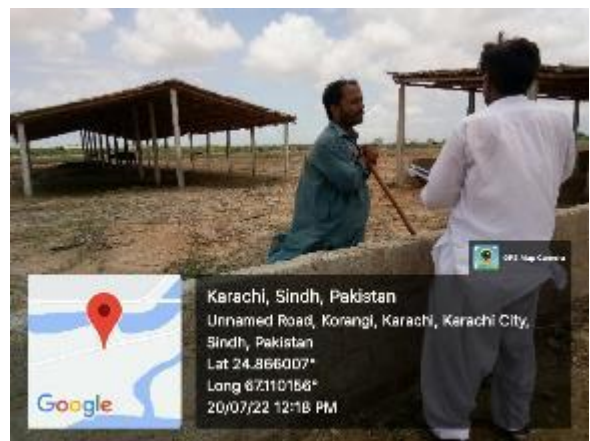 GPS Map Camera
Karachi, Sindh, Pakistan
Unnamed Road, Korangi, Karachi, Karachi City,
Sindh, Pakistan
Lat 24.866007°
Long 67.110156°
20/07/22 12:18 PM
Google